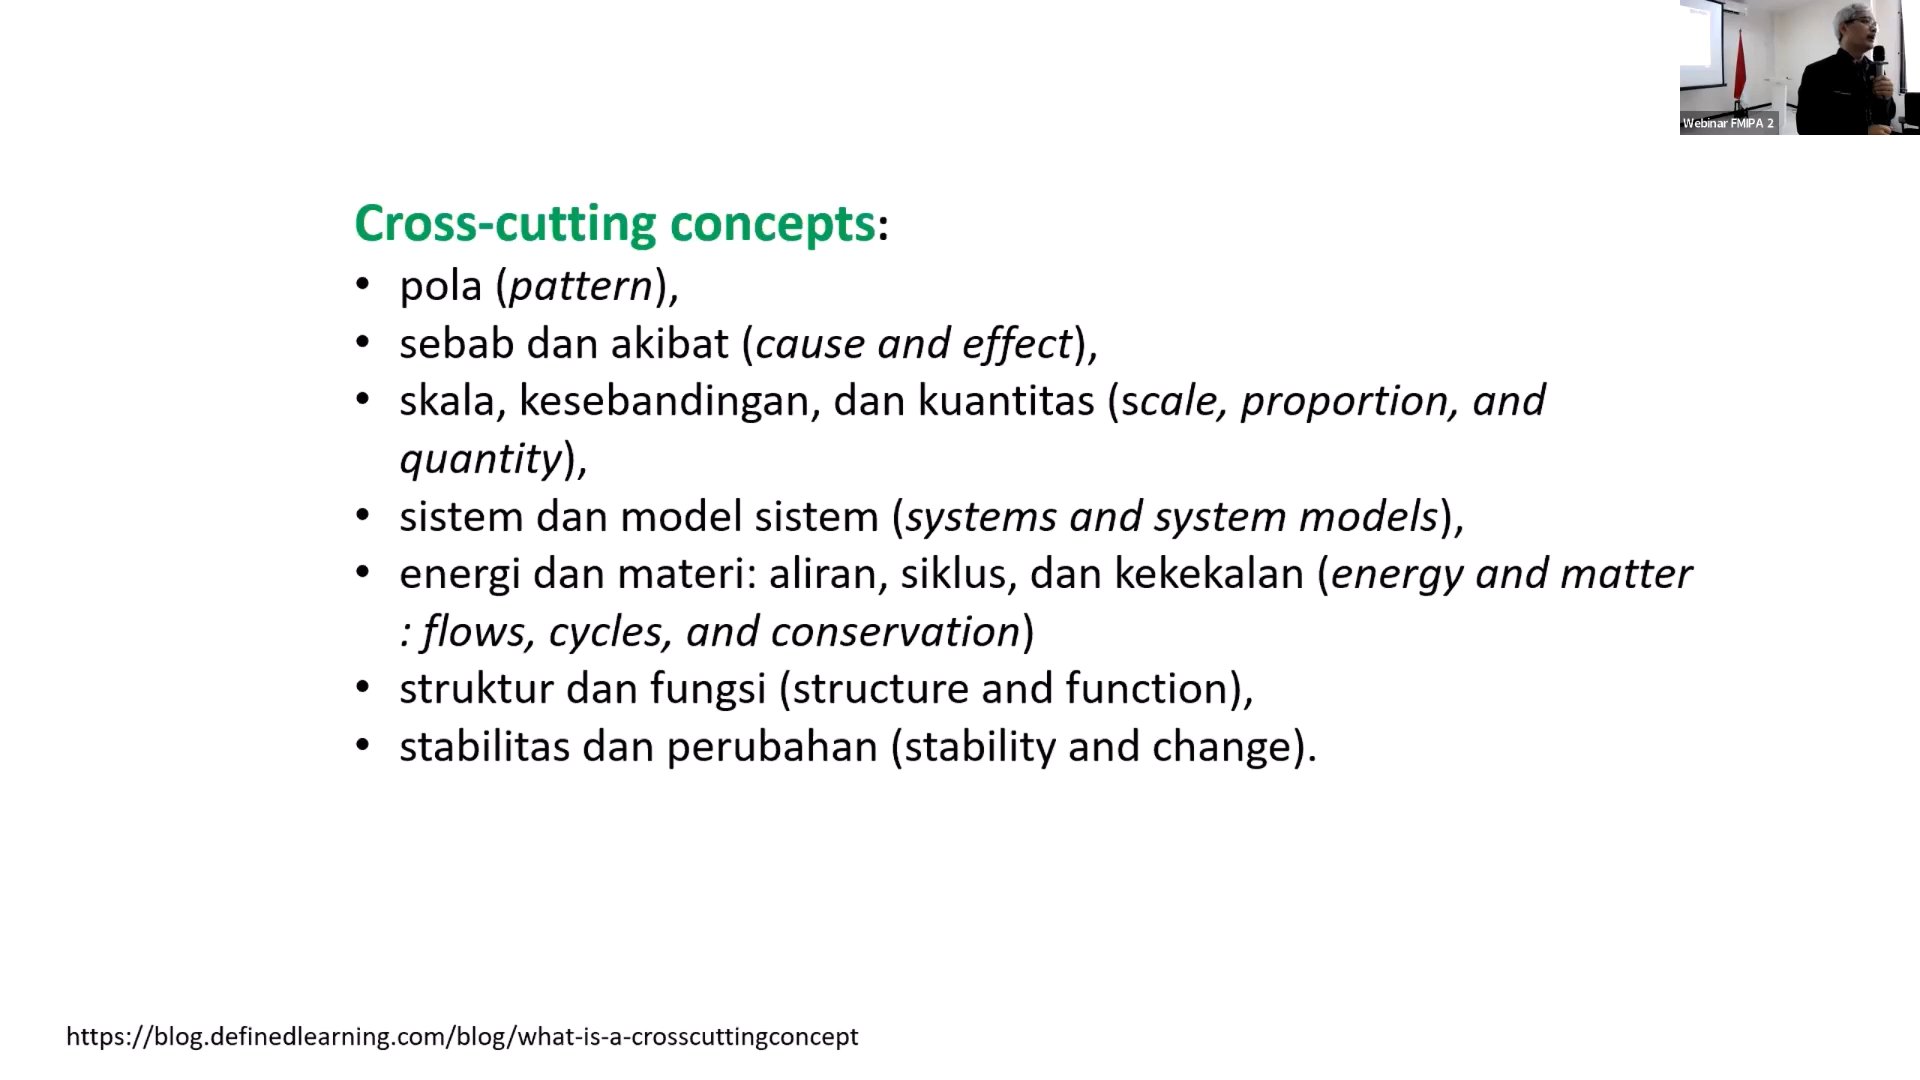 Webinar FMIPA 2
Cross-cutting concepts:
• pola (pattern),
• sebab dan akibat (cause and effect),
• skala, kesebandingan, dan kuantitas (scale, proportion, and
quantity),
• sistem dan model sistem (systems and system models),
• energi dan materi: aliran, siklus, dan kekekalan (energy and matter
: flows, cycles, and conservation)
• struktur dan fungsi (structure and function),
• stabilitas dan perubahan (stability and change).
https://blog.definedlearning.com/blog/what-is-a-crosscuttingconcept